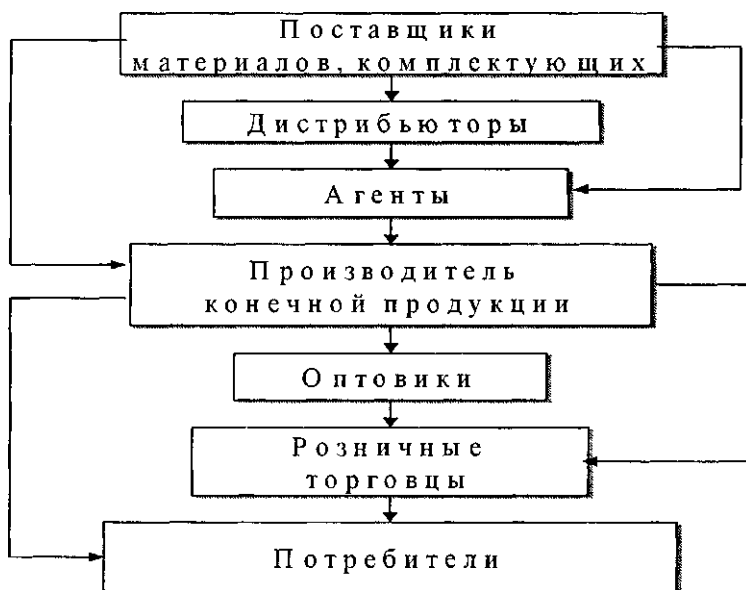 Поставщики
материалов, комплектующих
Дистрибьюторы
Агенты
Производитель
конечной продукции
Оптовики
Розничные
торговцы
Потребители